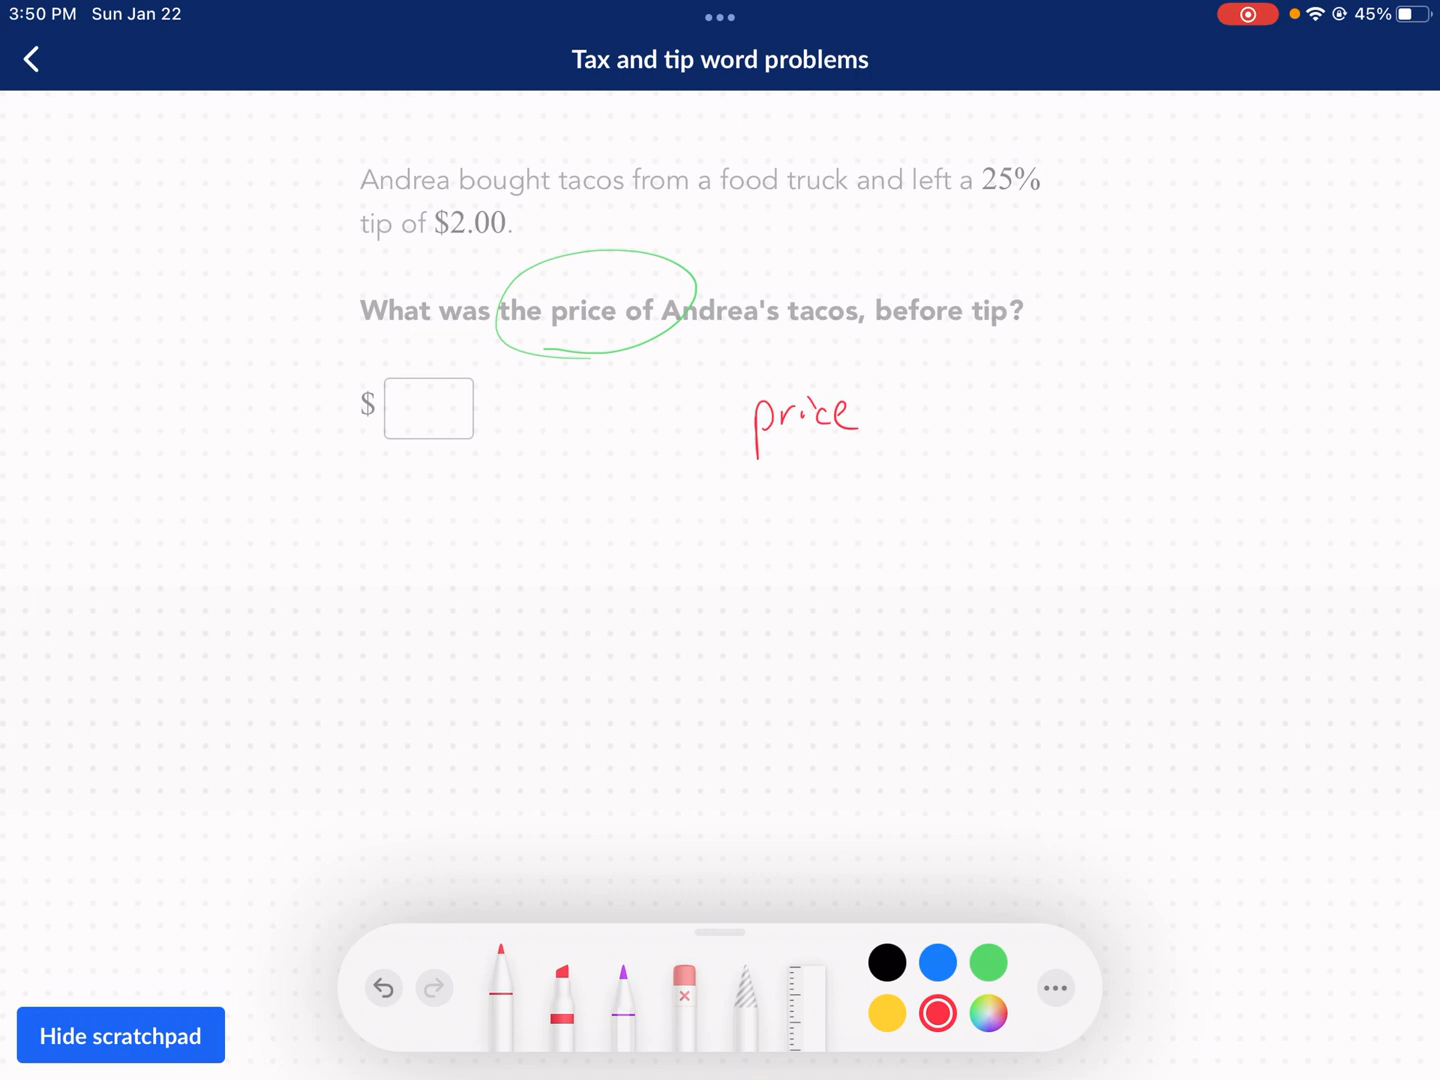 3:50 PM Sun Jan 22
45%
Tax and tip word problems
Andrea bought tacos from a food truck and left a 25%
tip of $2.00.
What was the price of Andrea's tacos, before tip?
$
price
Hide scratchpad